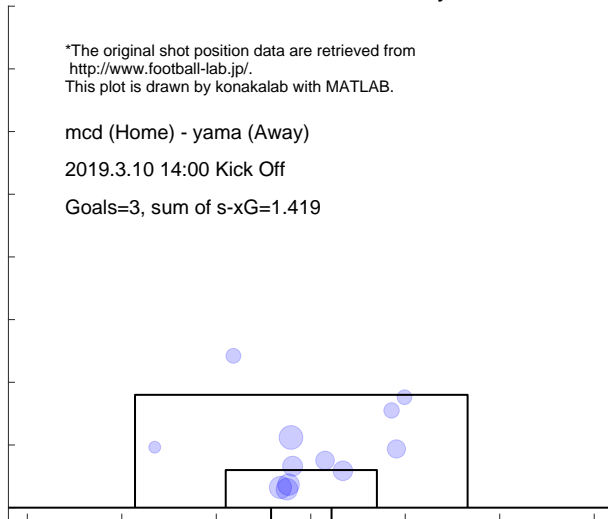 *The original shot position data are retrieved from
http://www.football-lab.jp/.
This plot is drawn by konakalab with MATLAB.
mcd (Home) - yama (Away)
2019.3.10 14:00 Kick Off
Goals=3, sum of s-xG=1.419